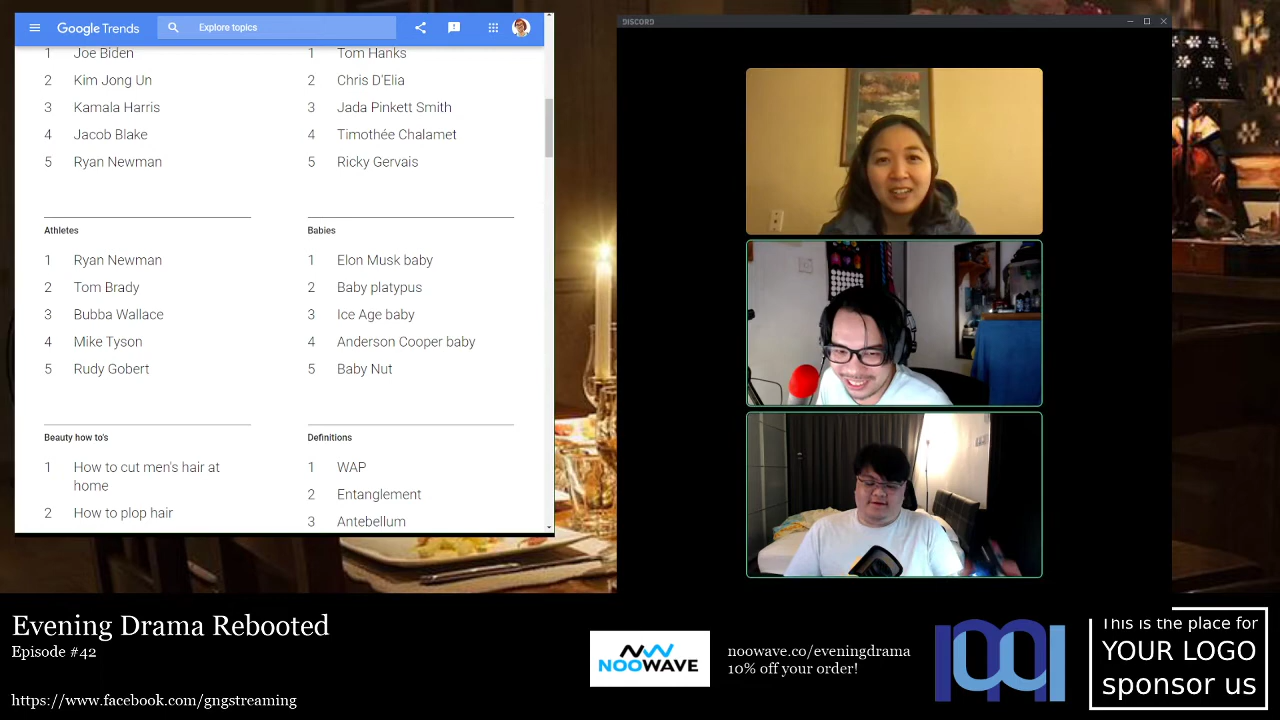 Google Trends
Explore topics
1 Joe Biden
2 Kim Jong Un
3 Kamala Harris
4 Jacob Blake
5 Ryan Newman
1 Tom Hanks
2 Chris D'Elia
3 Jada Pinkett Smith
4 Timothée Chalamet
5 Ricky Gervais
Athletes
1 Ryan Newman
2 Tom Brady
3 Bubba Wallace
4 Mike Tyson
5 Rudy Gobert
Babies
1 Elon Musk baby
2 Baby platypus
3 Ice Age baby
4 Anderson Cooper baby
5 Baby Nut
Beauty how to's
1 How to cut men's hair at
home
2 How to plop hair
Definitions
1 WAP
2 Entanglement
3 Antebellum
DISCORD
Evening Drama Rebooted
Episode #42
https://www.facebook.com/gngstreaming
NOOWAVE
noowave.co/eveningdrama
10% off your order!
This is the place for
YOUR LOGO
sponsor us